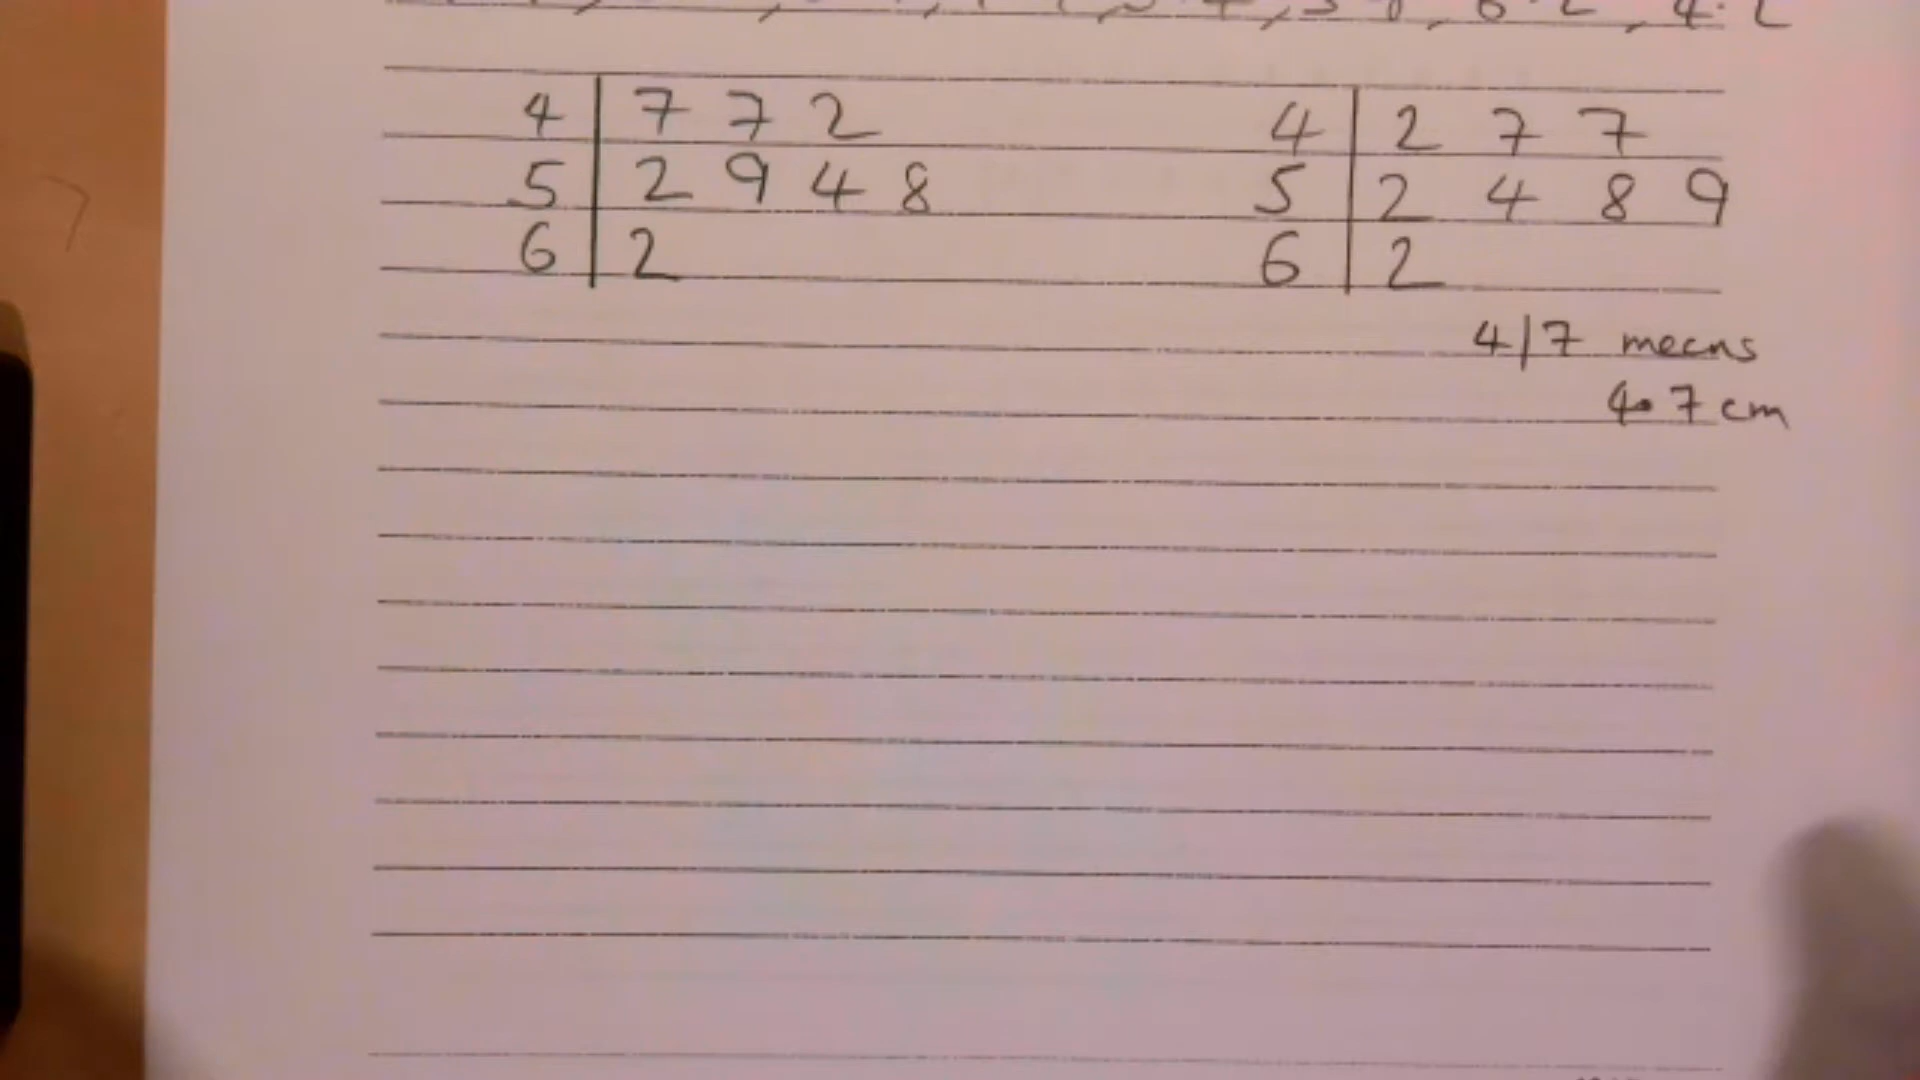 4 | 7 7 2
5 | 2 9 4 8
6 | 2
4 | 2 7 7
5 | 2 4 8 9
6 | 2
4|7 means
4.7 cm